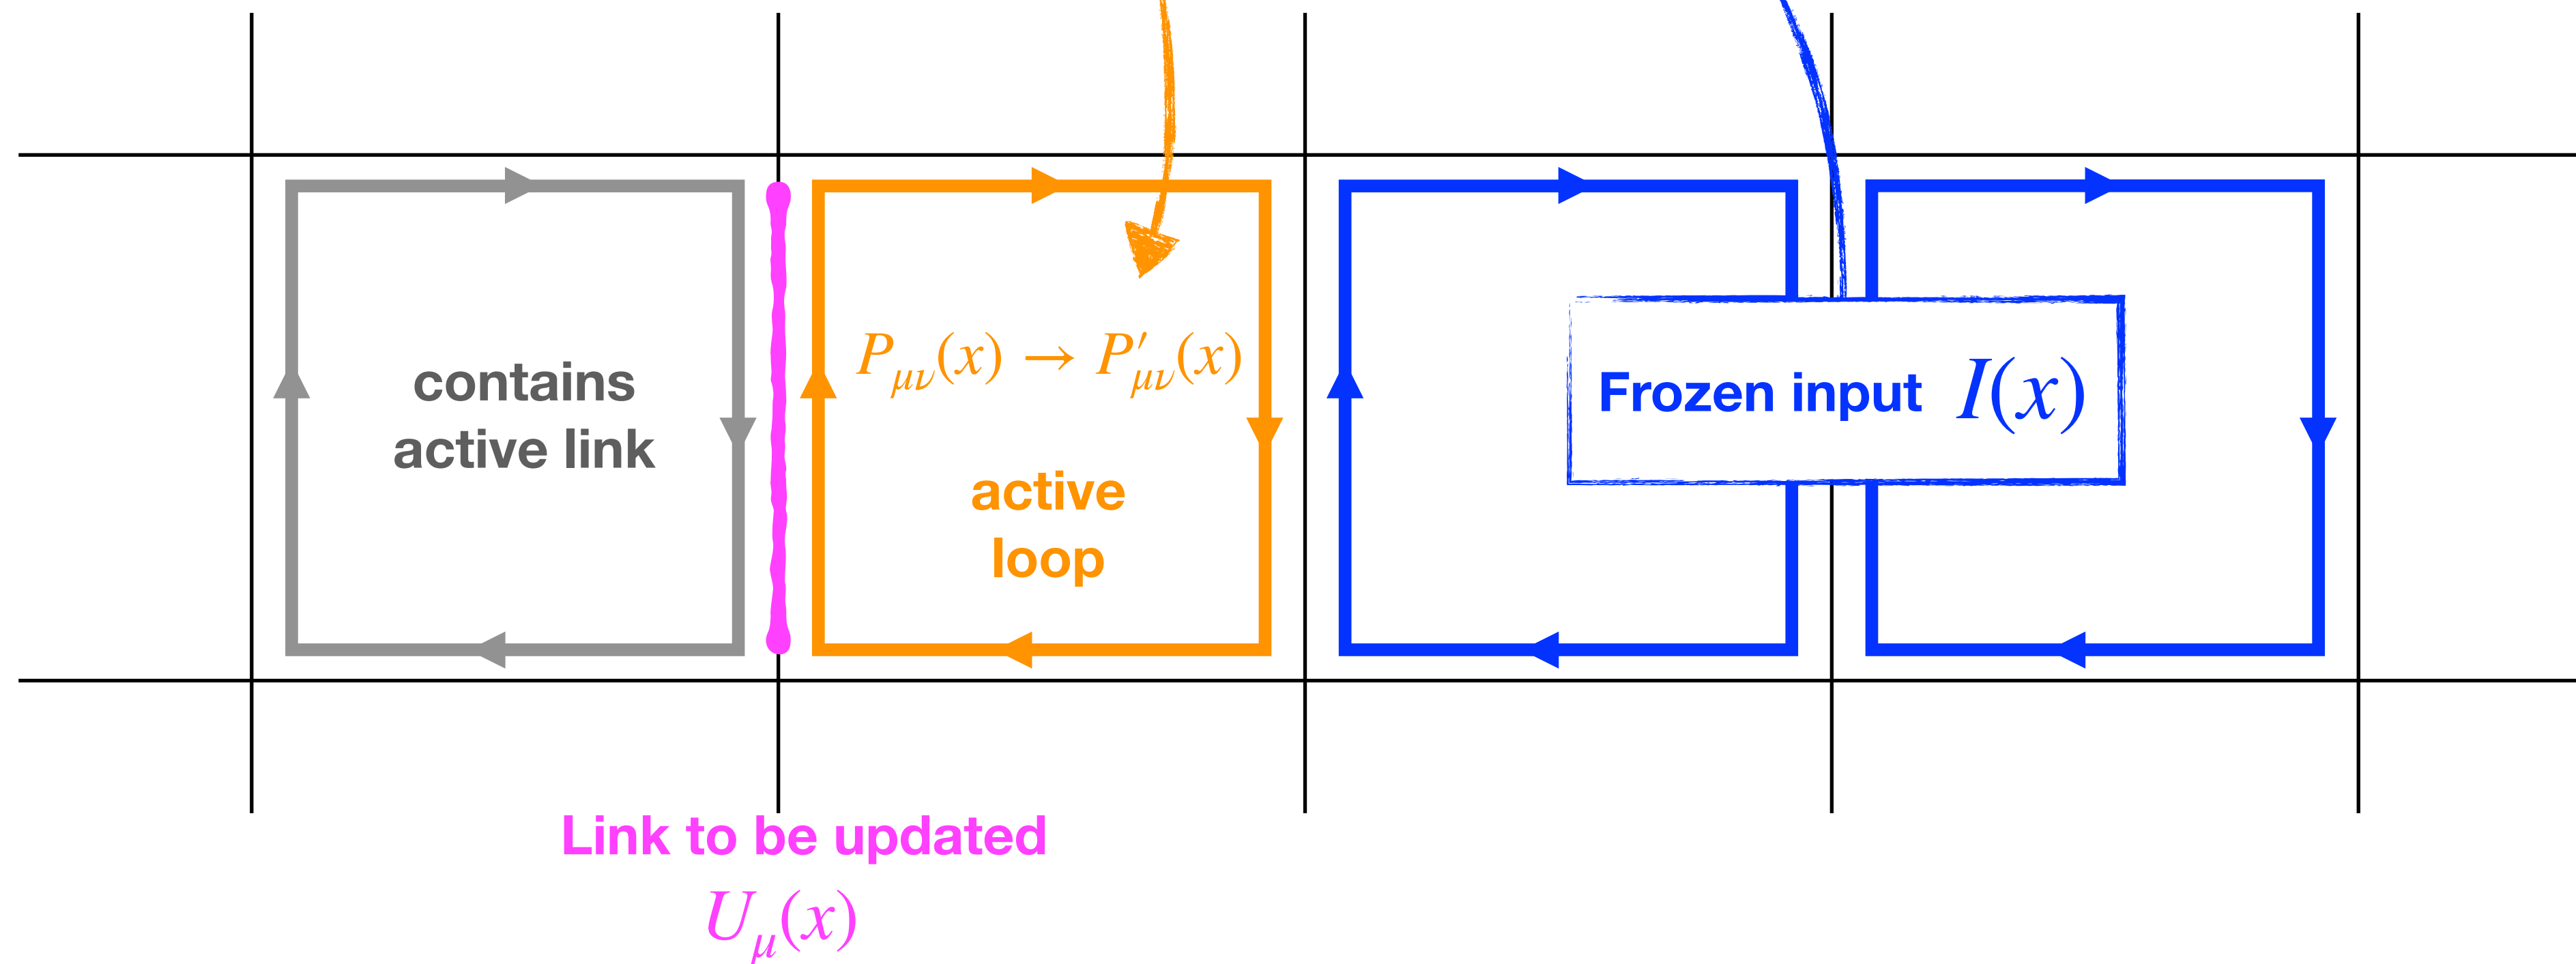 contains
active link
P_{μν}(x) → P'_{μν}(x)
active
loop
Frozen input I(x)
Link to be updated
U_μ(x)